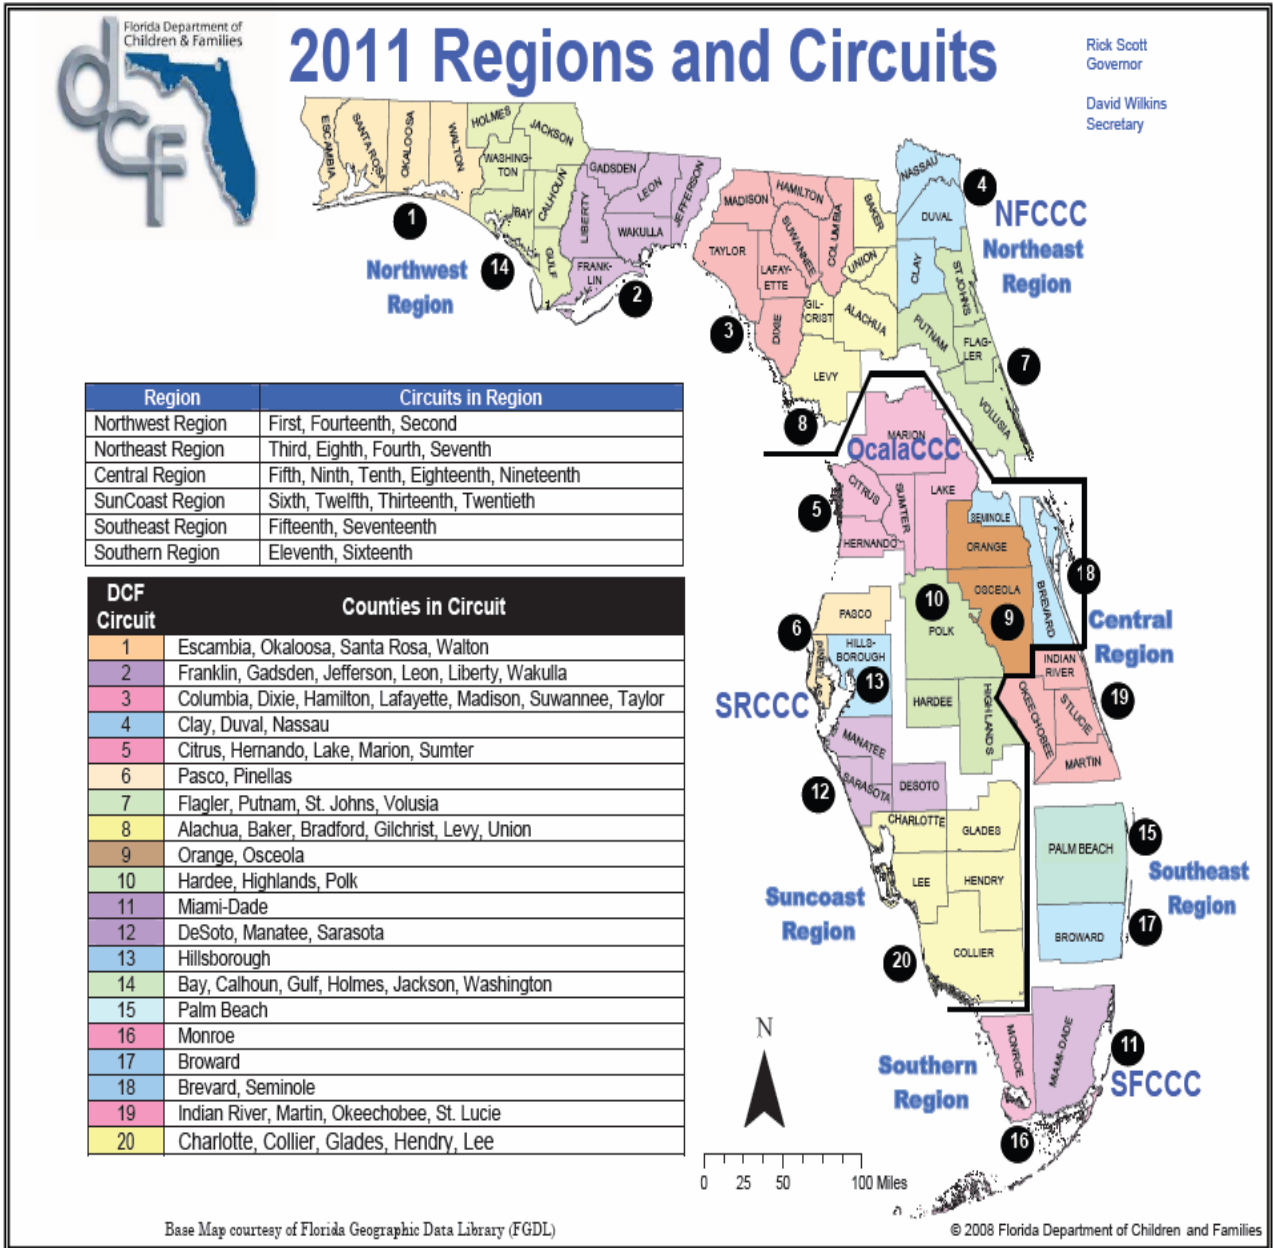 Florida Department of
Children & Families
dcf
2011 Regions and Circuits
Rick Scott
Governor
David Wilkins
Secretary
ESCAMBIA
SANTA ROSA
OKALOOSA
WALTON
HOLMES
JACKSON
WASHING-
TON
BAY
CALHOUN
GULF
GADSDEN
LIBERTY
LEON
JEFFERSON
WAKULLA
FRANK-
LIN
1
Northwest
Region
14
2
MADISON
HAMILTON
TAYLOR
SUWANNEE
COLUMBIA
LAFAY-
ETTE
DIXIE
BAKER
UNION
GIL-
CRIST
ALACHUA
LEVY
NASSAU
DUVAL
CLAY
ST JOHNS
PUTNAM
FLAG-
LER
VOLUSIA
4
NFCCC
Northeast
Region
3
7
8
Region Circuits in Region
Northwest Region First, Fourteenth, Second
Northeast Region Third, Eighth, Fourth, Seventh
Central Region Fifth, Ninth, Tenth, Eighteenth, Nineteenth
SunCoast Region Sixth, Twelfth, Thirteenth, Twentieth
Southeast Region Fifteenth, Seventeenth
Southern Region Eleventh, Sixteenth
DCF
Circuit Counties in Circuit
1 Escambia, Okaloosa, Santa Rosa, Walton
2 Franklin, Gadsden, Jefferson, Leon, Liberty, Wakulla
3 Columbia, Dixie, Hamilton, Lafayette, Madison, Suwannee, Taylor
4 Clay, Duval, Nassau
5 Citrus, Hernando, Lake, Marion, Sumter
6 Pasco, Pinellas
7 Flagler, Putnam, St. Johns, Volusia
8 Alachua, Baker, Bradford, Gilchrist, Levy, Union
9 Orange, Osceola
10 Hardee, Highlands, Polk
11 Miami-Dade
12 DeSoto, Manatee, Sarasota
13 Hillsborough
14 Bay, Calhoun, Gulf, Holmes, Jackson, Washington
15 Palm Beach
16 Monroe
17 Broward
18 Brevard, Seminole
19 Indian River, Martin, Okeechobee, St. Lucie
20 Charlotte, Collier, Glades, Hendry, Lee
MARION
OcalaCCC
CITRUS
SUMTER
LAKE
HERNANDO
5
SEMINOLE
ORANGE
OSCEOLA
BREVARD
18
10
POLK
9
Central
Region
PASCO
6
PINELLAS
HILLS-
BOROUGH
13
SRCCC
HARDEE
HIGHLANDS
INDIAN
RIVER
OKEECHOBEE
ST LUCIE
MARTIN
19
MANATEE
SARASOTA
DESOTO
12
CHARLOTTE
GLADES
LEE
HENDRY
COLLIER
Suncoast
Region
20
PALM BEACH
15
Southeast
Region
BROWARD
17
MONROE
MIAMI-DADE
11
SFCCC
Southern
Region
16
N
0 25 50 100 Miles
Base Map courtesy of Florida Geographic Data Library (FGDL)
© 2008 Florida Department of Children and Families